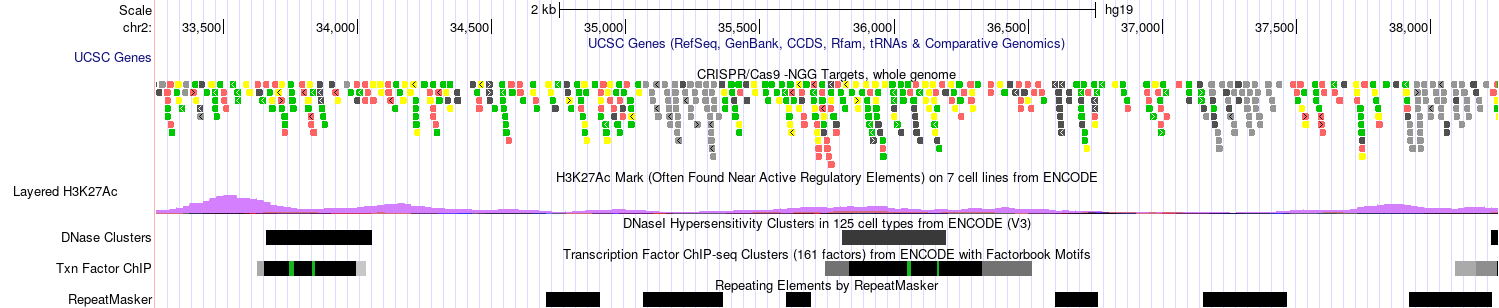 Scale 2 kb hg19
chr2: 33,500 34,000 34,500 35,000 35,500 36,000 36,500 37,000 37,500 38,000
UCSC Genes (RefSeq, GenBank, CCDS, Rfam, tRNAs & Comparative Genomics)
UCSC Genes
CRISPR/Cas9 -NGG Targets, whole genome
H3K27Ac Mark (Often Found Near Active Regulatory Elements) on 7 cell lines from ENCODE
Layered H3K27Ac
DNaseI Hypersensitivity Clusters in 125 cell types from ENCODE (V3)
DNase Clusters
Transcription Factor ChIP-seq Clusters (161 factors) from ENCODE with Factorbook Motifs
Txn Factor ChIP
Repeating Elements by RepeatMasker
RepeatMasker